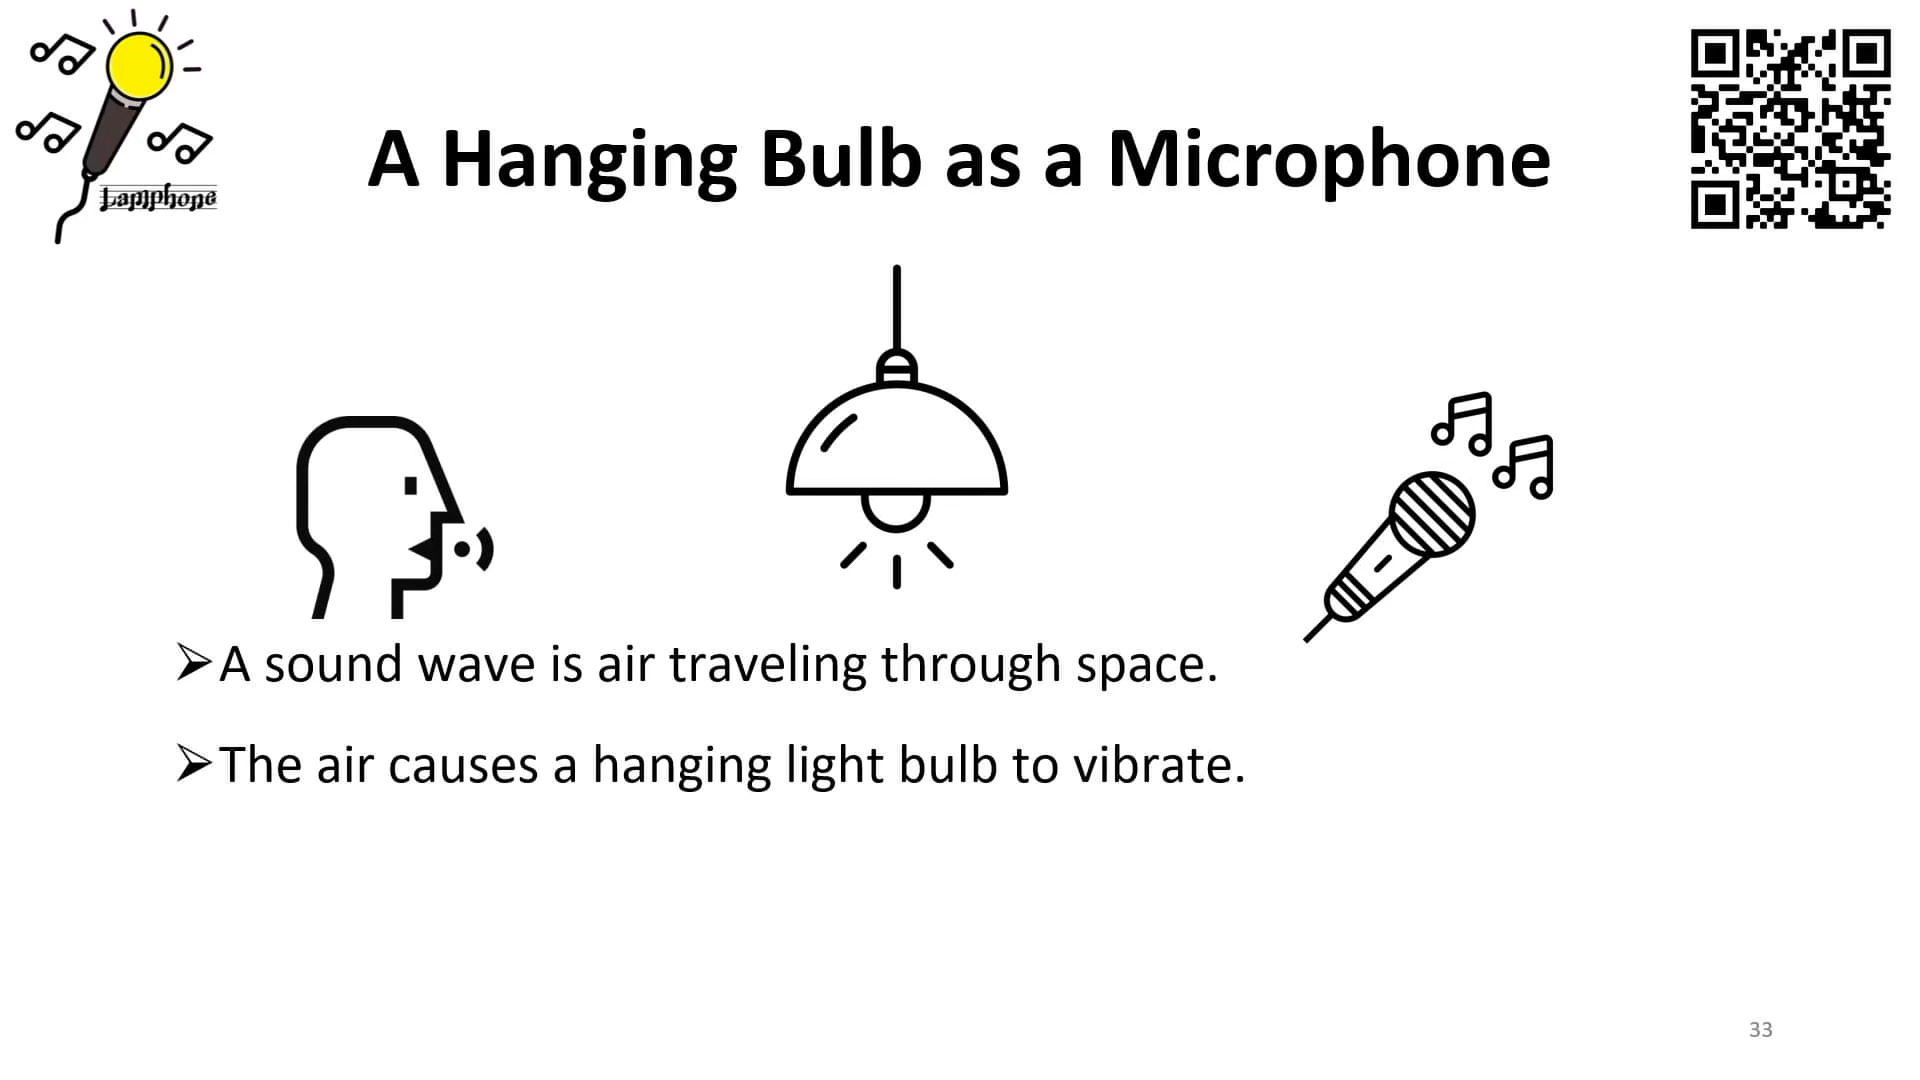 Lamphone
A Hanging Bulb as a Microphone
➢A sound wave is air traveling through space.
➢The air causes a hanging light bulb to vibrate.
33